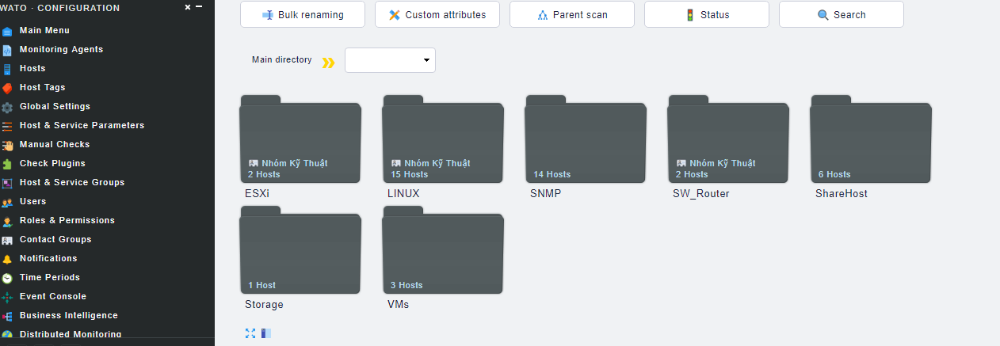 WATO · CONFIGURATION
Main Menu
Monitoring Agents
Hosts
Host Tags
Global Settings
Host & Service Parameters
Manual Checks
Check Plugins
Host & Service Groups
Users
Roles & Permissions
Contact Groups
Notifications
Time Periods
Event Console
Business Intelligence
Distributed Monitoring
Bulk renaming
Custom attributes
Parent scan
Status
Search
Main directory
Nhóm Kỹ Thuật
2 Hosts
ESXi
Nhóm Kỹ Thuật
15 Hosts
LINUX
14 Hosts
SNMP
Nhóm Kỹ Thuật
2 Hosts
SW_Router
6 Hosts
ShareHost
1 Host
Storage
3 Hosts
VMs